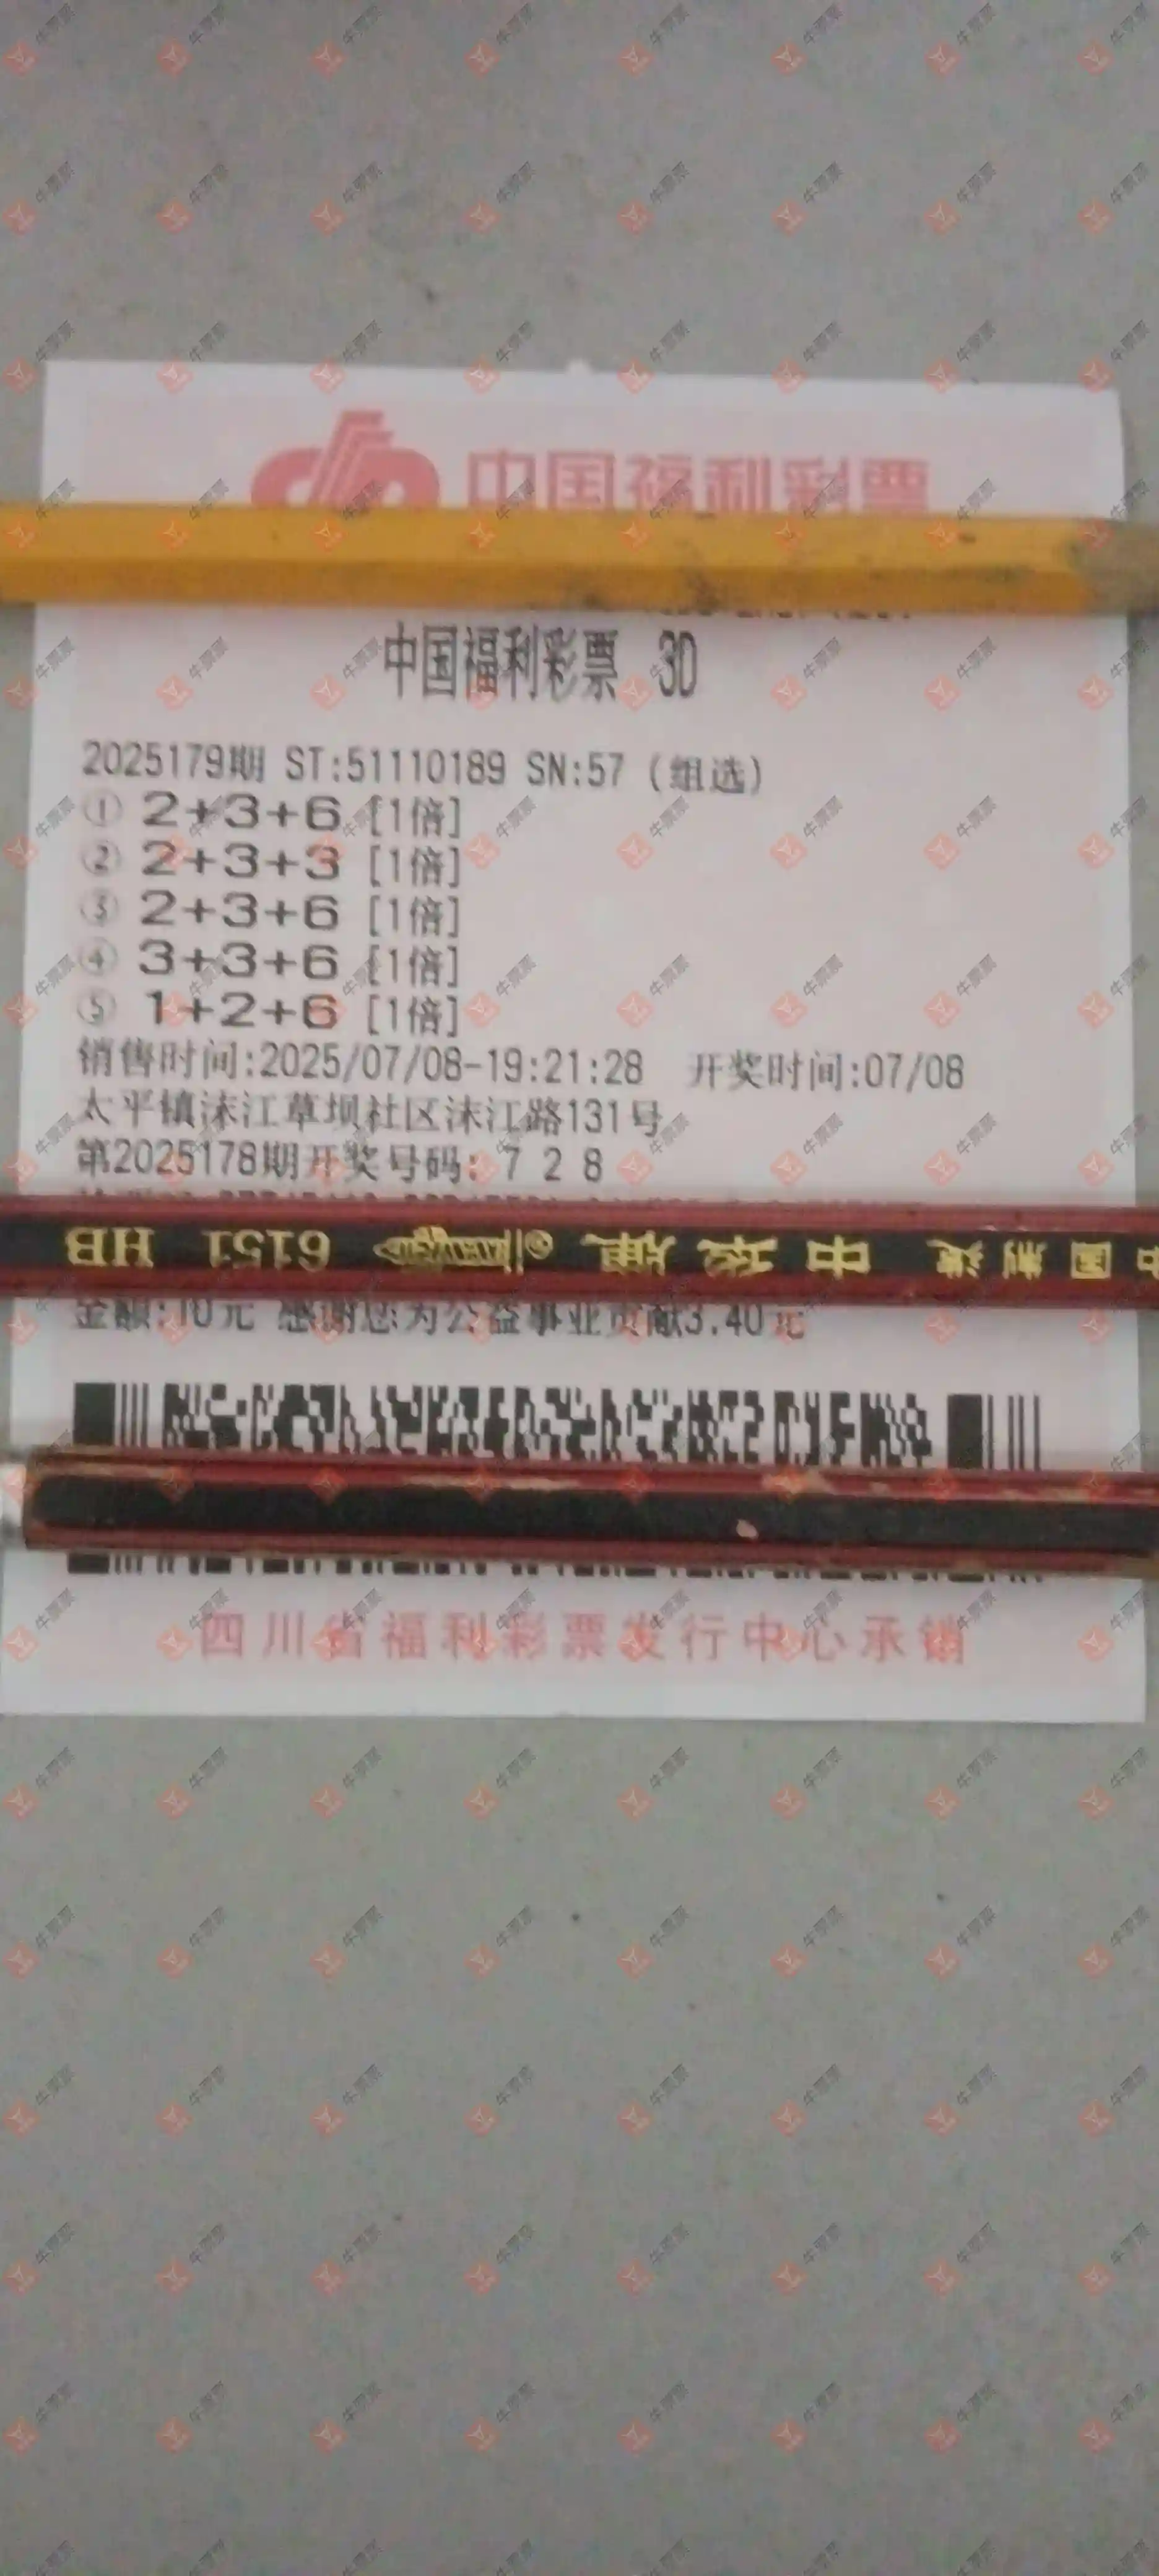 中国福利彩票
中国福利彩票 3D
2025179期 ST:51110189 SN:57 (组选)
① 2+3+6 [1倍]
② 2+3+3 [1倍]
③ 2+3+6 [1倍]
④ 3+3+6 [1倍]
⑤ 1+2+6 [1倍]
销售时间:2025/07/08-19:21:28 开奖时间:07/08
太平镇沫江草坝社区沫江路131号
第2025178期开奖号码: 7 2 8
中国制造 中华牌 6151 HB
金额:10元 感谢您为公益事业贡献3.40元
四川省福利彩票发行中心承销
牛票票